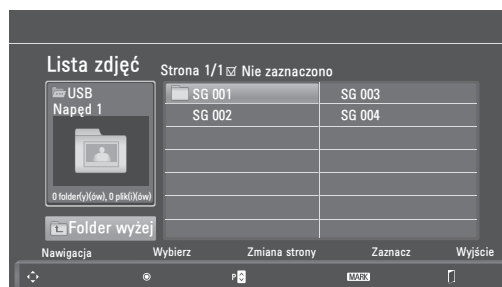 Lista zdjęć
Strona 1/1 Nie zaznaczono
USB
Napęd 1
0 folder(y)(ów), 0 plik(i)(ów)
SG 001 SG 003
SG 002 SG 004
Folder wyżej
Nawigacja Wybierz Zmiana strony Zaznacz Wyjście
P MARK